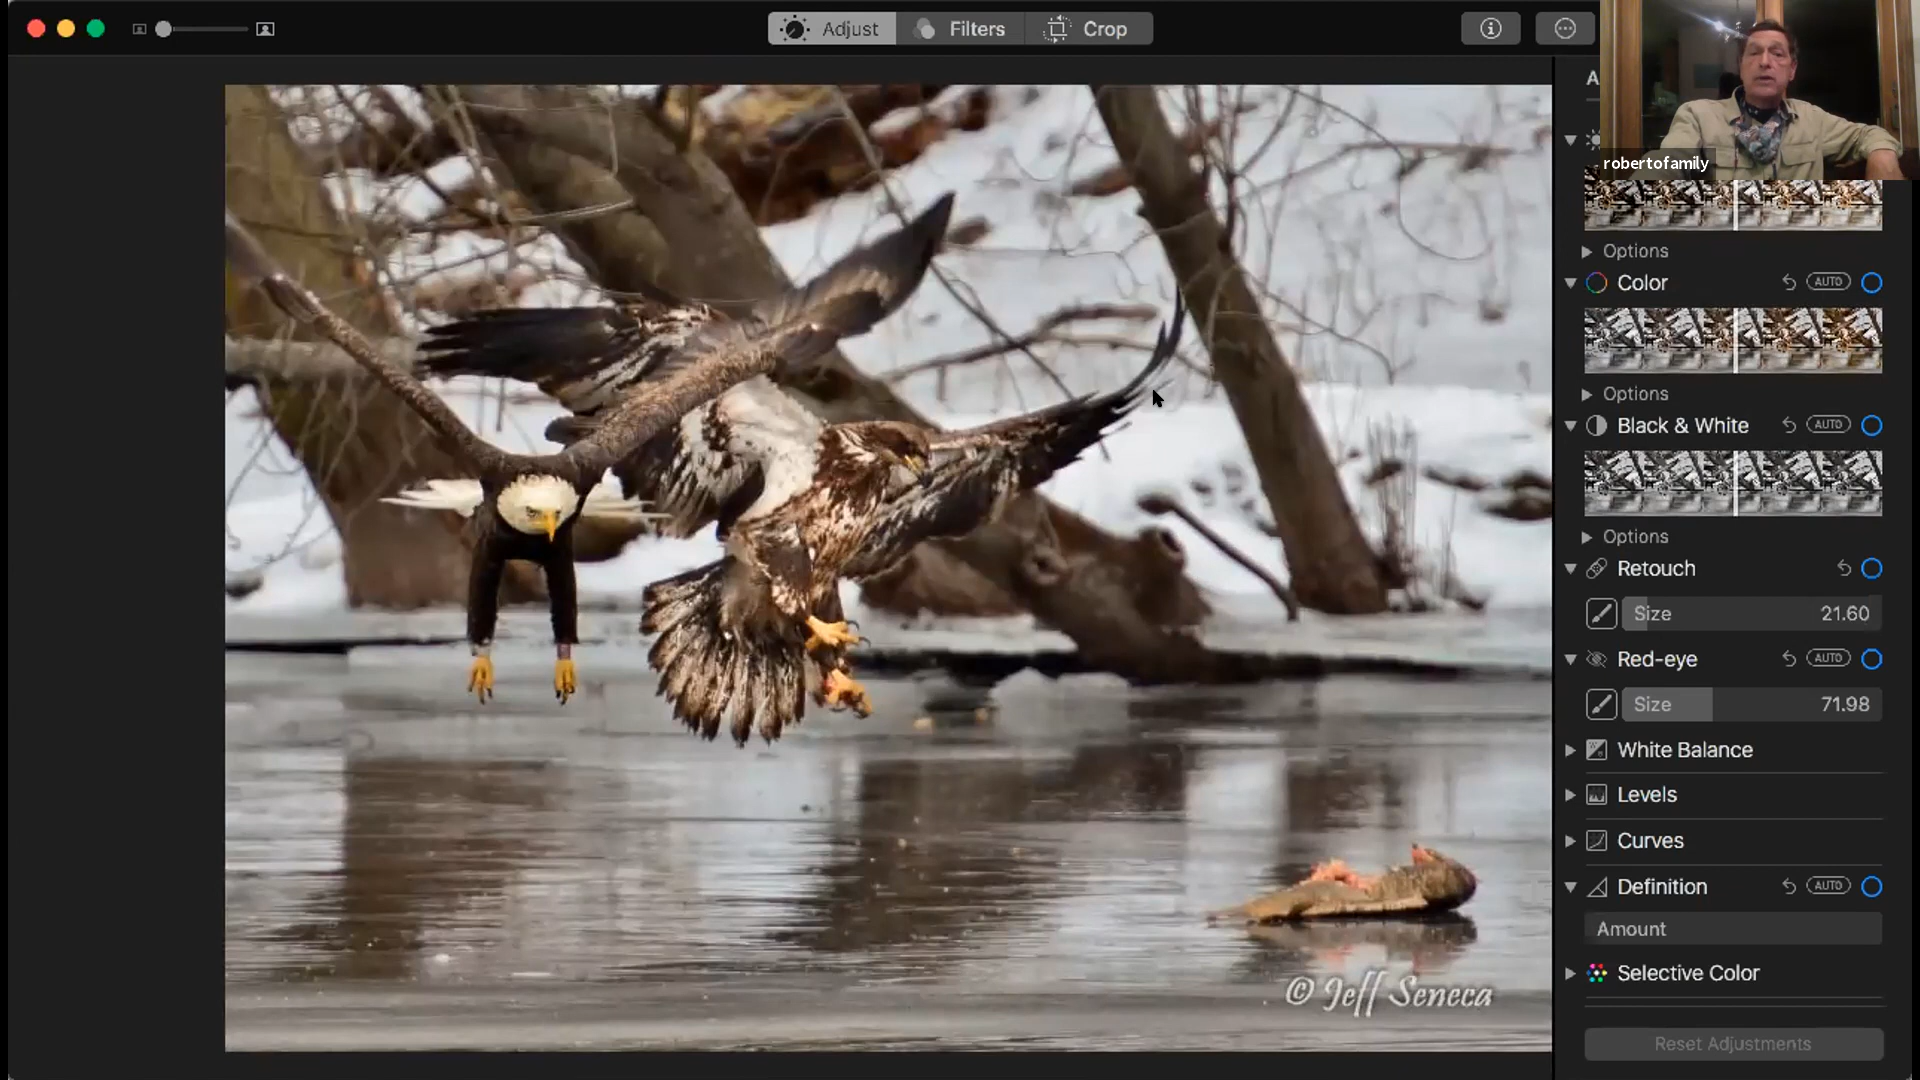 Adjust
Filters
Crop
A
robertofamily
Options
Color
AUTO
Options
Black & White
AUTO
Options
Retouch
Size
21.60
Red-eye
AUTO
Size
71.98
White Balance
Levels
Curves
Definition
AUTO
Amount
Selective Color
© Jeff Seneca
Reset Adjustments